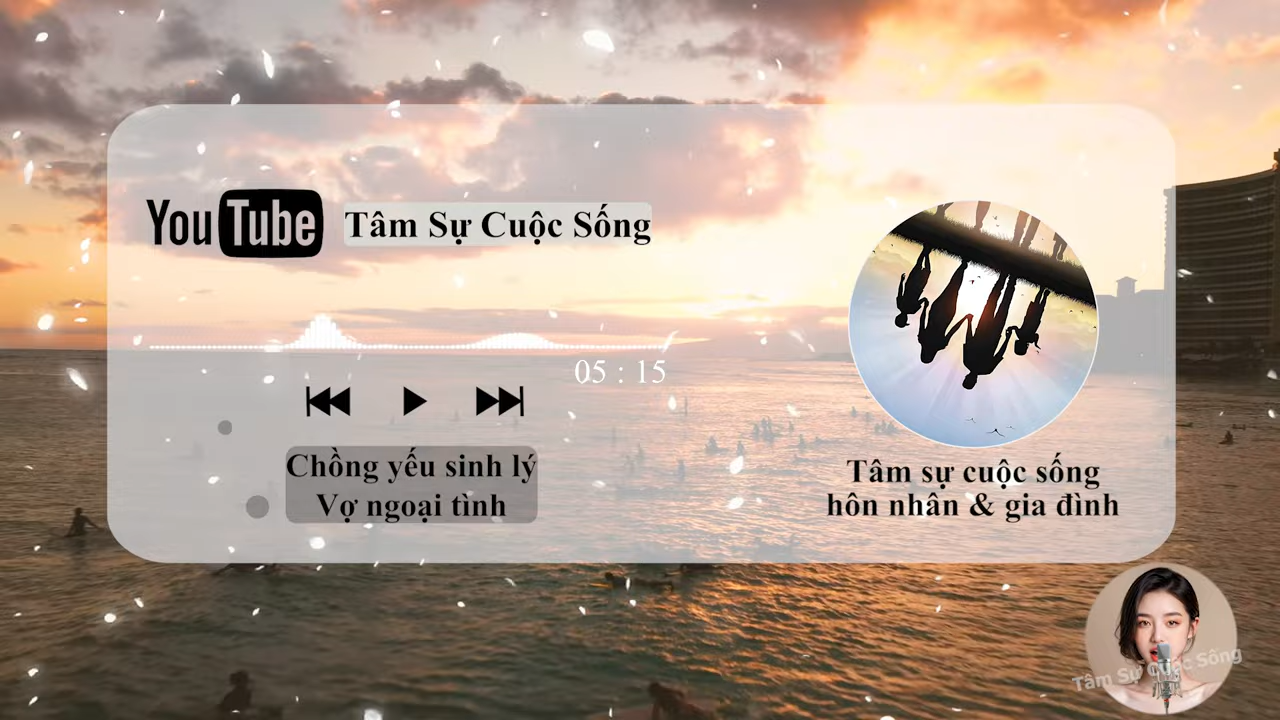 YouTube
Tâm Sự Cuộc Sống
05 : 15
Chồng yếu sinh lý
Vợ ngoại tình
Tâm sự cuộc sống
hôn nhân & gia đình
Tâm Sự Cuộc Sống